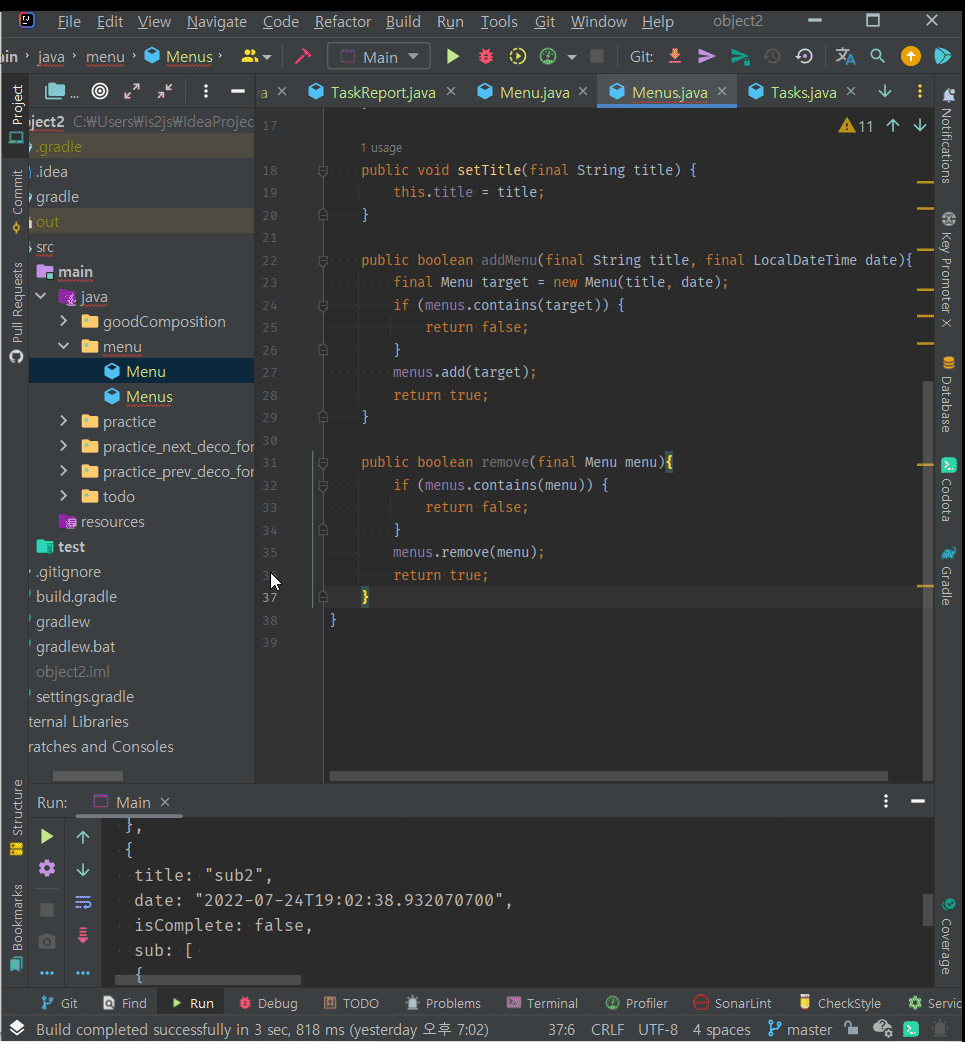 File Edit View Navigate Code Refactor Build Run Tools Git Window Help object2
ain java menu Menus Main Git:
Project
Commit
Pull Requests
Structure
Bookmarks
...
ject2 C:₩Users₩is2js₩IdeaProjec
.gradle
.idea
gradle
out
src
main
java
goodComposition
menu
Menu
Menus
practice
practice_next_deco_for
practice_prev_deco_for
todo
resources
test
.gitignore
build.gradle
gradlew
gradlew.bat
object2.iml
settings.gradle
ternal Libraries
ratches and Consoles
a TaskReport.java Menu.java Menus.java Tasks.java
11
17
1 usage
18 public void setTitle(final String title) {
19 this.title = title;
20 }
21
22 public boolean addMenu(final String title, final LocalDateTime date){
23 final Menu target = new Menu(title, date);
24 if (menus.contains(target)) {
25 return false;
26 }
27 menus.add(target);
28 return true;
29 }
30
31 public boolean remove(final Menu menu){
32 if (menus.contains(menu)) {
33 return false;
34 }
35 menus.remove(menu);
36 return true;
37 }
38 }
39
Notifications
Key Promoter X
Database
Codota
Gradle
Coverage
Run: Main
},
{
title: "sub2",
date: "2022-07-24T19:02:38.932070700",
isComplete: false,
sub: [
{
Git Find Run Debug TODO Problems Terminal Profiler SonarLint CheckStyle Servic
Build completed successfully in 3 sec, 818 ms (yesterday 오후 7:02) 37:6 CRLF UTF-8 4 spaces master